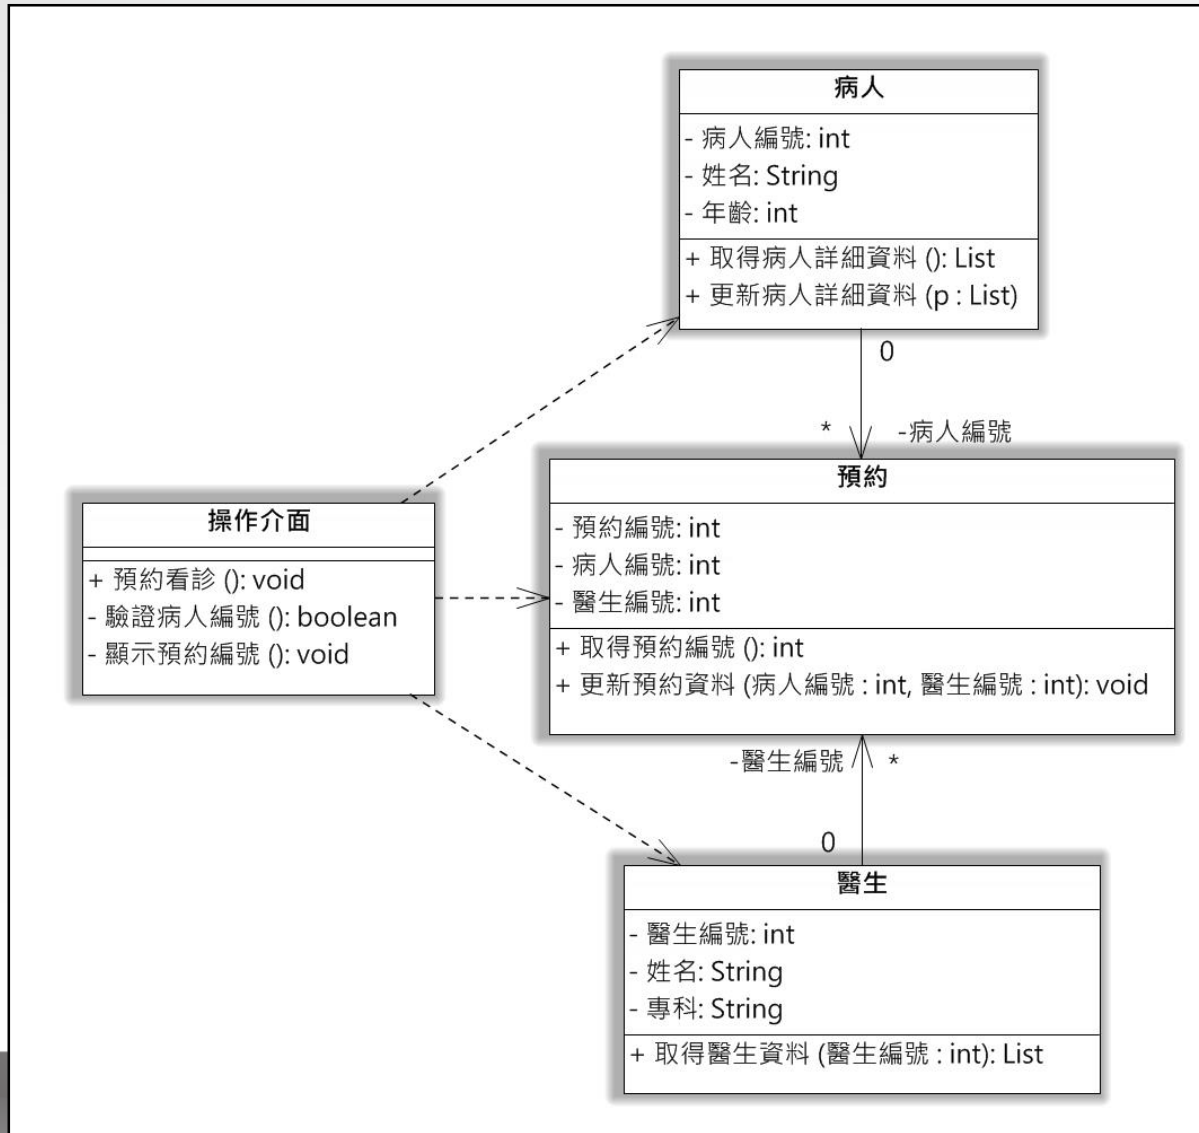 病人
- 病人編號: int
- 姓名: String
- 年齡: int
+ 取得病人詳細資料 (): List
+ 更新病人詳細資料 (p : List)
0
* -病人編號
預約
- 預約編號: int
- 病人編號: int
- 醫生編號: int
+ 取得預約編號 (): int
+ 更新預約資料 (病人編號 : int, 醫生編號 : int): void
操作介面
+ 預約看診 (): void
- 驗證病人編號 (): boolean
- 顯示預約編號 (): void
-醫生編號 *
0
醫生
- 醫生編號: int
- 姓名: String
- 專科: String
+ 取得醫生資料 (醫生編號 : int): List